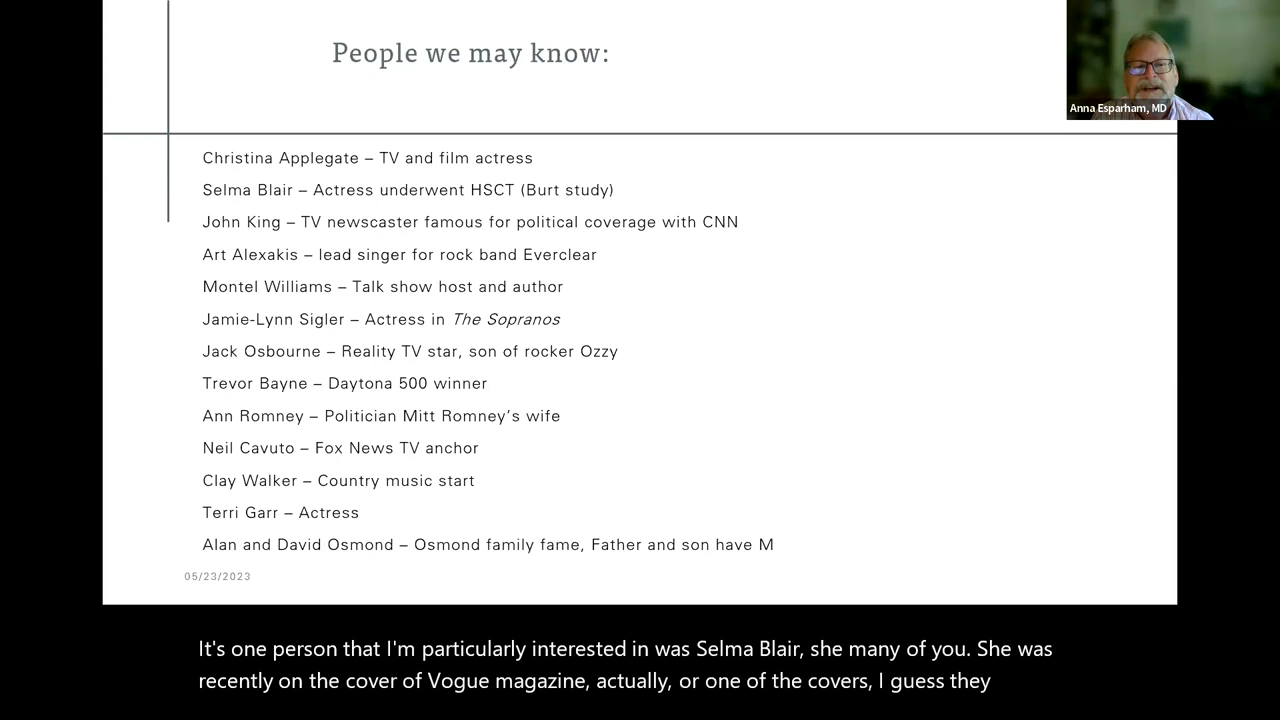 People we may know:
Anna Esparham, MD
Christina Applegate – TV and film actress
Selma Blair – Actress underwent HSCT (Burt study)
John King – TV newscaster famous for political coverage with CNN
Art Alexakis – lead singer for rock band Everclear
Montel Williams – Talk show host and author
Jamie-Lynn Sigler – Actress in The Sopranos
Jack Osbourne – Reality TV star, son of rocker Ozzy
Trevor Bayne – Daytona 500 winner
Ann Romney – Politician Mitt Romney’s wife
Neil Cavuto – Fox News TV anchor
Clay Walker – Country music start
Terri Garr – Actress
Alan and David Osmond – Osmond family fame, Father and son have M
05/23/2023
It's one person that I'm particularly interested in was Selma Blair, she many of you. She was
recently on the cover of Vogue magazine, actually, or one of the covers, I guess they